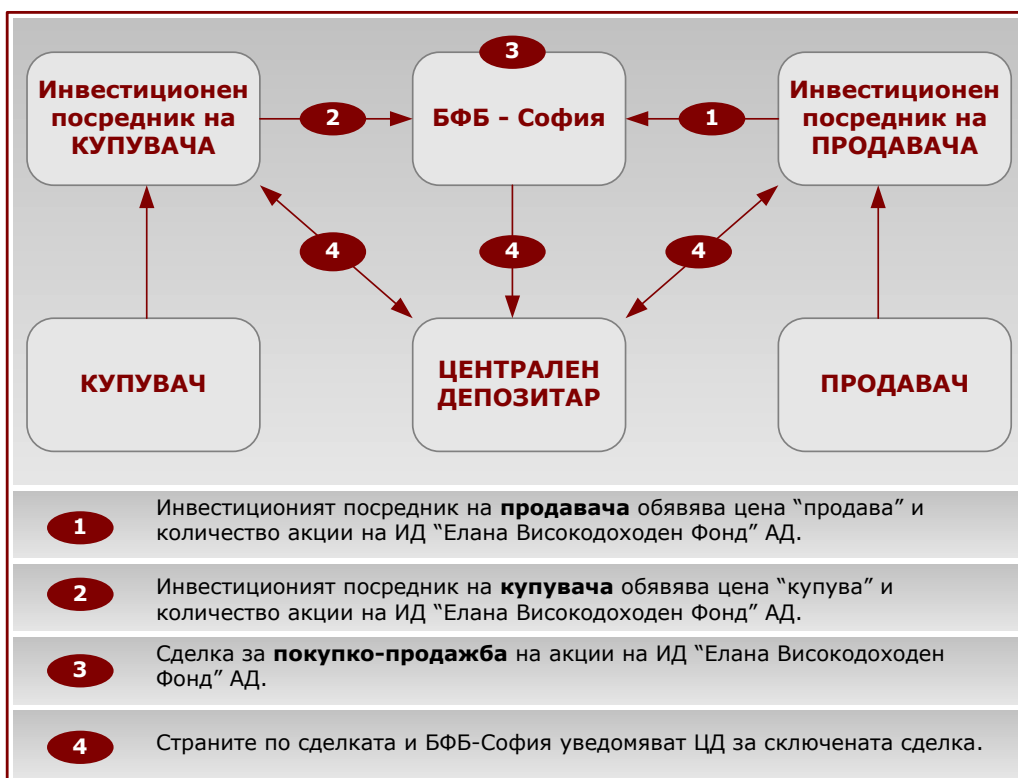 3
Инвестиционен
посредник на
КУПУВАЧА
2
БФБ - София
1
Инвестиционен
посредник на
ПРОДАВАЧА
4
4
4
КУПУВАЧ
ЦЕНТРАЛЕН
ДЕПОЗИТАР
ПРОДАВАЧ
1
Инвестиционият посредник на продавача обявява цена “продава” и
количество акции на ИД “Елана Високодоходен Фонд” АД.
2
Инвестиционият посредник на купувача обявява цена “купува” и
количество акции на ИД “Елана Високодоходен Фонд” АД.
3
Сделка за покупко-продажба на акции на ИД “Елана Високодоходен
Фонд” АД.
4
Страните по сделката и БФБ-София уведомяват ЦД за сключената сделка.